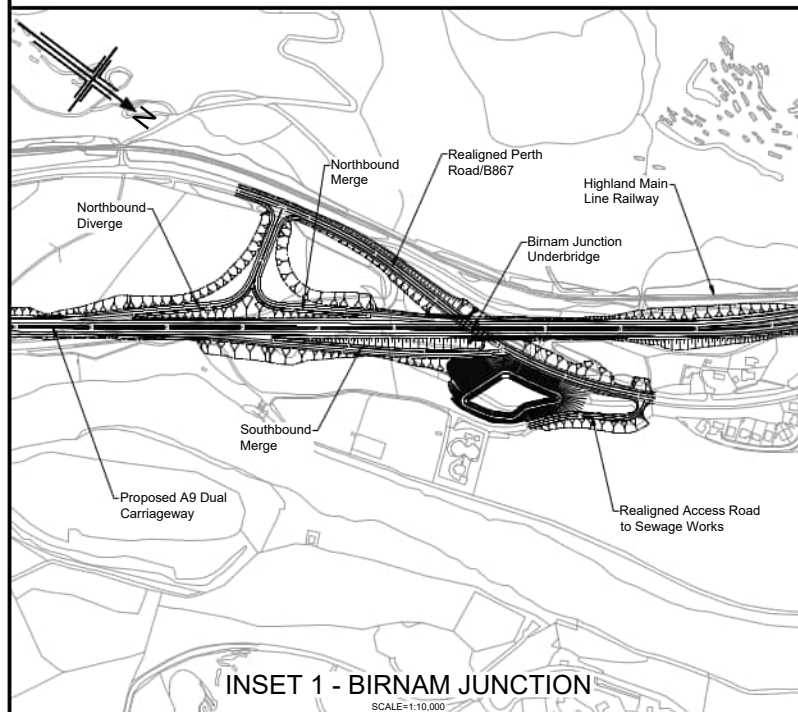 N
Northbound
Merge
Realigned Perth
Road/B867
Highland Main
Line Railway
Northbound
Diverge
Birnam Junction
Underbridge
Southbound
Merge
Proposed A9 Dual
Carriageway
Realigned Access Road
to Sewage Works
INSET 1 - BIRNAM JUNCTION
SCALE=1:10,000